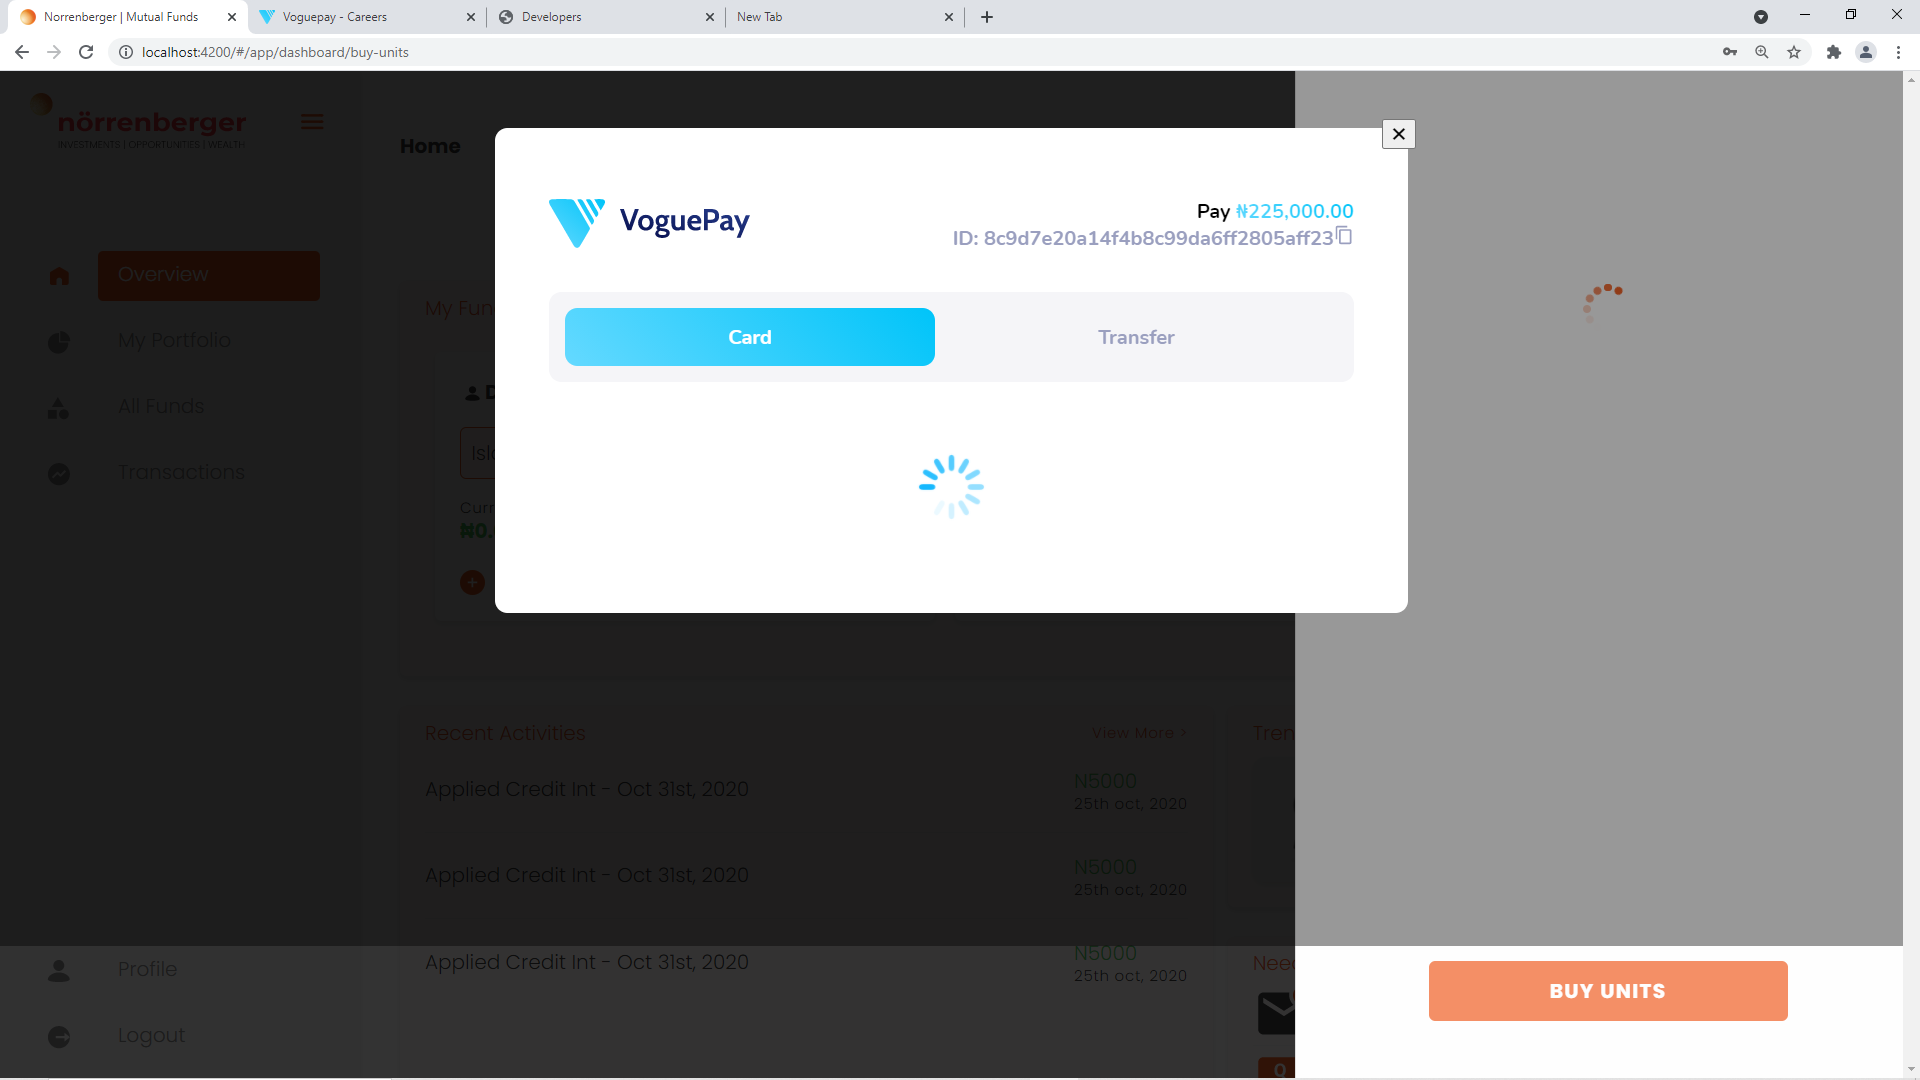 Norrenberger | Mutual Funds
Voguepay - Careers
Developers
New Tab
localhost:4200/#/app/dashboard/buy-units
nörrenberger
INVESTMENTS | OPPORTUNITIES | WEALTH
Home
VoguePay
Pay ₦225,000.00
ID: 8c9d7e20a14f4b8c99da6ff2805aff23
Card
Transfer
Overview
My Portfolio
All Funds
Transactions
Profile
Logout
My Fun
D
Isl
Curr
₦0.
Recent Activities
View More >
Applied Credit Int - Oct 31st, 2020
N5000
25th oct, 2020
Applied Credit Int - Oct 31st, 2020
N5000
25th oct, 2020
Applied Credit Int - Oct 31st, 2020
N5000
25th oct, 2020
Tren
Nee
Q
BUY UNITS